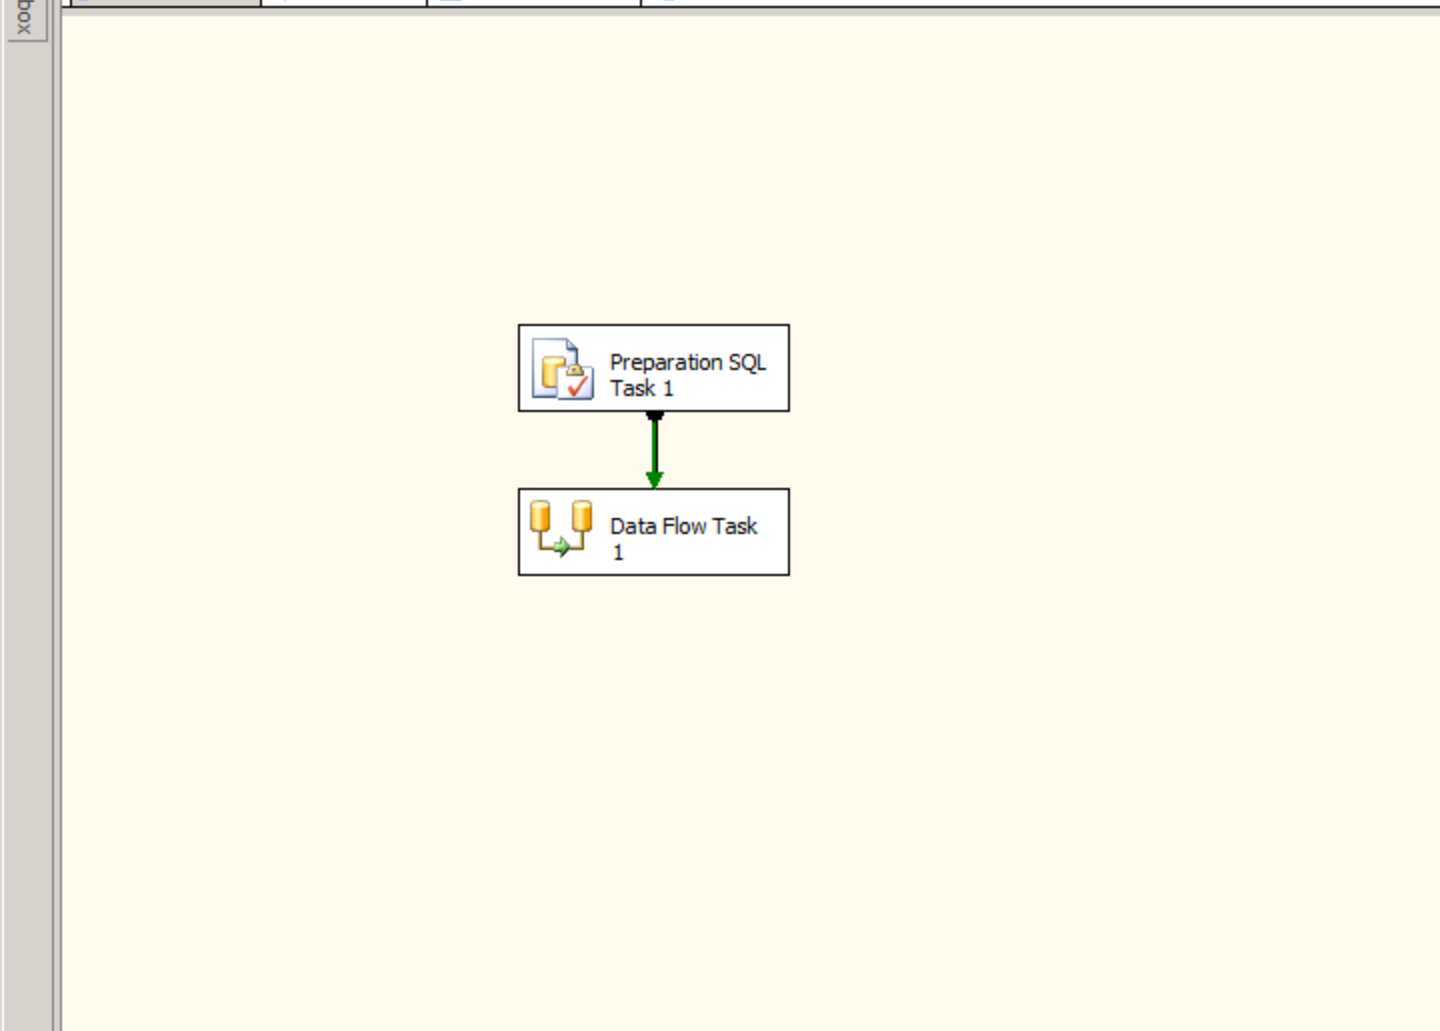 box
Preparation SQL
Task 1
Data Flow Task
1